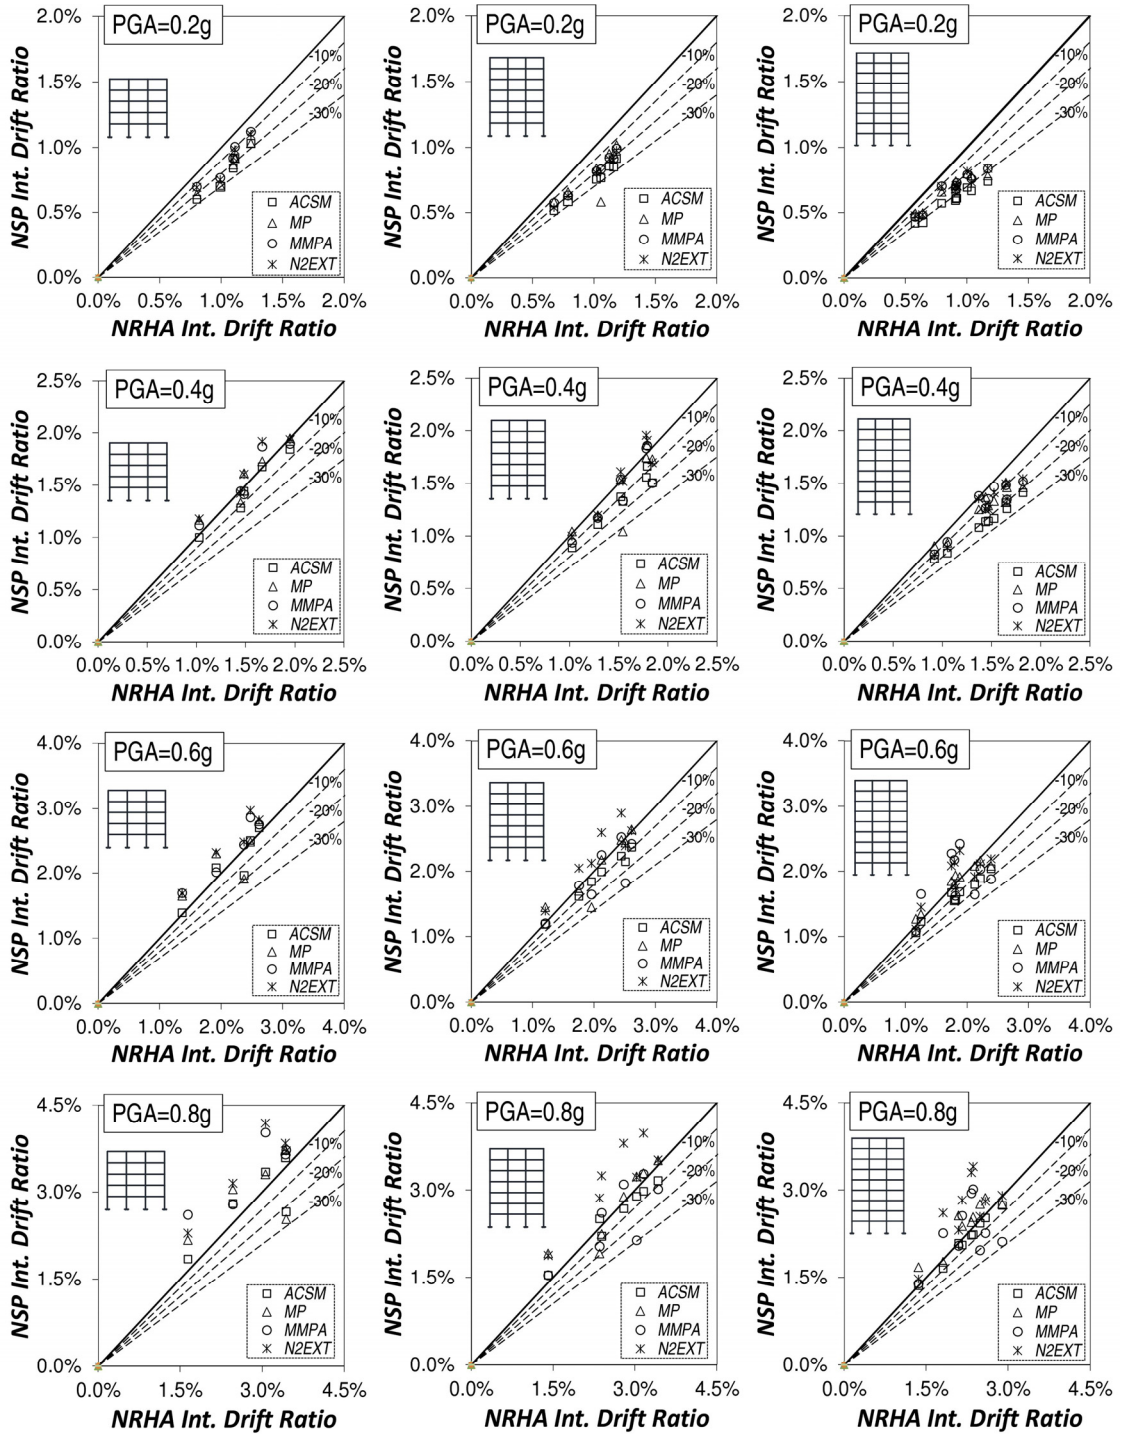 PGA=0.2g
NSP Int. Drift Ratio
2.0%
1.5%
1.0%
0.5%
0.0%
-10%
-20%
-30%
ACSM
MP
MMPA
N2EXT
0.0% 0.5% 1.0% 1.5% 2.0%
NRHA Int. Drift Ratio
PGA=0.2g
NSP Int. Drift Ratio
2.0%
1.5%
1.0%
0.5%
0.0%
-10%
-20%
-30%
ACSM
MP
MMPA
N2EXT
0.0% 0.5% 1.0% 1.5% 2.0%
NRHA Int. Drift Ratio
PGA=0.2g
NSP Int. Drift Ratio
2.0%
1.5%
1.0%
0.5%
0.0%
-10%
-20%
-30%
ACSM
MP
MMPA
N2EXT
0.0% 0.5% 1.0% 1.5% 2.0%
NRHA Int. Drift Ratio
PGA=0.4g
NSP Int. Drift Ratio
2.5%
2.0%
1.5%
1.0%
0.5%
0.0%
-10%
-20%
-30%
ACSM
MP
MMPA
N2EXT
0.0% 0.5% 1.0% 1.5% 2.0% 2.5%
NRHA Int. Drift Ratio
PGA=0.4g
NSP Int. Drift Ratio
2.5%
2.0%
1.5%
1.0%
0.5%
0.0%
-10%
-20%
-30%
ACSM
MP
MMPA
N2EXT
0.0% 0.5% 1.0% 1.5% 2.0% 2.5%
NRHA Int. Drift Ratio
PGA=0.4g
NSP Int. Drift Ratio
2.5%
2.0%
1.5%
1.0%
0.5%
0.0%
-10%
-20%
-30%
ACSM
MP
MMPA
N2EXT
0.0% 0.5% 1.0% 1.5% 2.0% 2.5%
NRHA Int. Drift Ratio
PGA=0.6g
NSP Int. Drift Ratio
4.0%
3.0%
2.0%
1.0%
0.0%
-10%
-20%
-30%
ACSM
MP
MMPA
N2EXT
0.0% 1.0% 2.0% 3.0% 4.0%
NRHA Int. Drift Ratio
PGA=0.6g
NSP Int. Drift Ratio
4.0%
3.0%
2.0%
1.0%
0.0%
-10%
-20%
-30%
ACSM
MP
MMPA
N2EXT
0.0% 1.0% 2.0% 3.0% 4.0%
NRHA Int. Drift Ratio
PGA=0.6g
NSP Int. Drift Ratio
4.0%
3.0%
2.0%
1.0%
0.0%
-10%
-20%
-30%
ACSM
MP
MMPA
N2EXT
0.0% 1.0% 2.0% 3.0% 4.0%
NRHA Int. Drift Ratio
PGA=0.8g
NSP Int. Drift Ratio
4.5%
3.0%
1.5%
0.0%
-10%
-20%
-30%
ACSM
MP
MMPA
N2EXT
0.0% 1.5% 3.0% 4.5%
NRHA Int. Drift Ratio
PGA=0.8g
NSP Int. Drift Ratio
4.5%
3.0%
1.5%
0.0%
-10%
-20%
-30%
ACSM
MP
MMPA
N2EXT
0.0% 1.5% 3.0% 4.5%
NRHA Int. Drift Ratio
PGA=0.8g
NSP Int. Drift Ratio
4.5%
3.0%
1.5%
0.0%
-10%
-20%
-30%
ACSM
MP
MMPA
N2EXT
0.0% 1.5% 3.0% 4.5%
NRHA Int. Drift Ratio